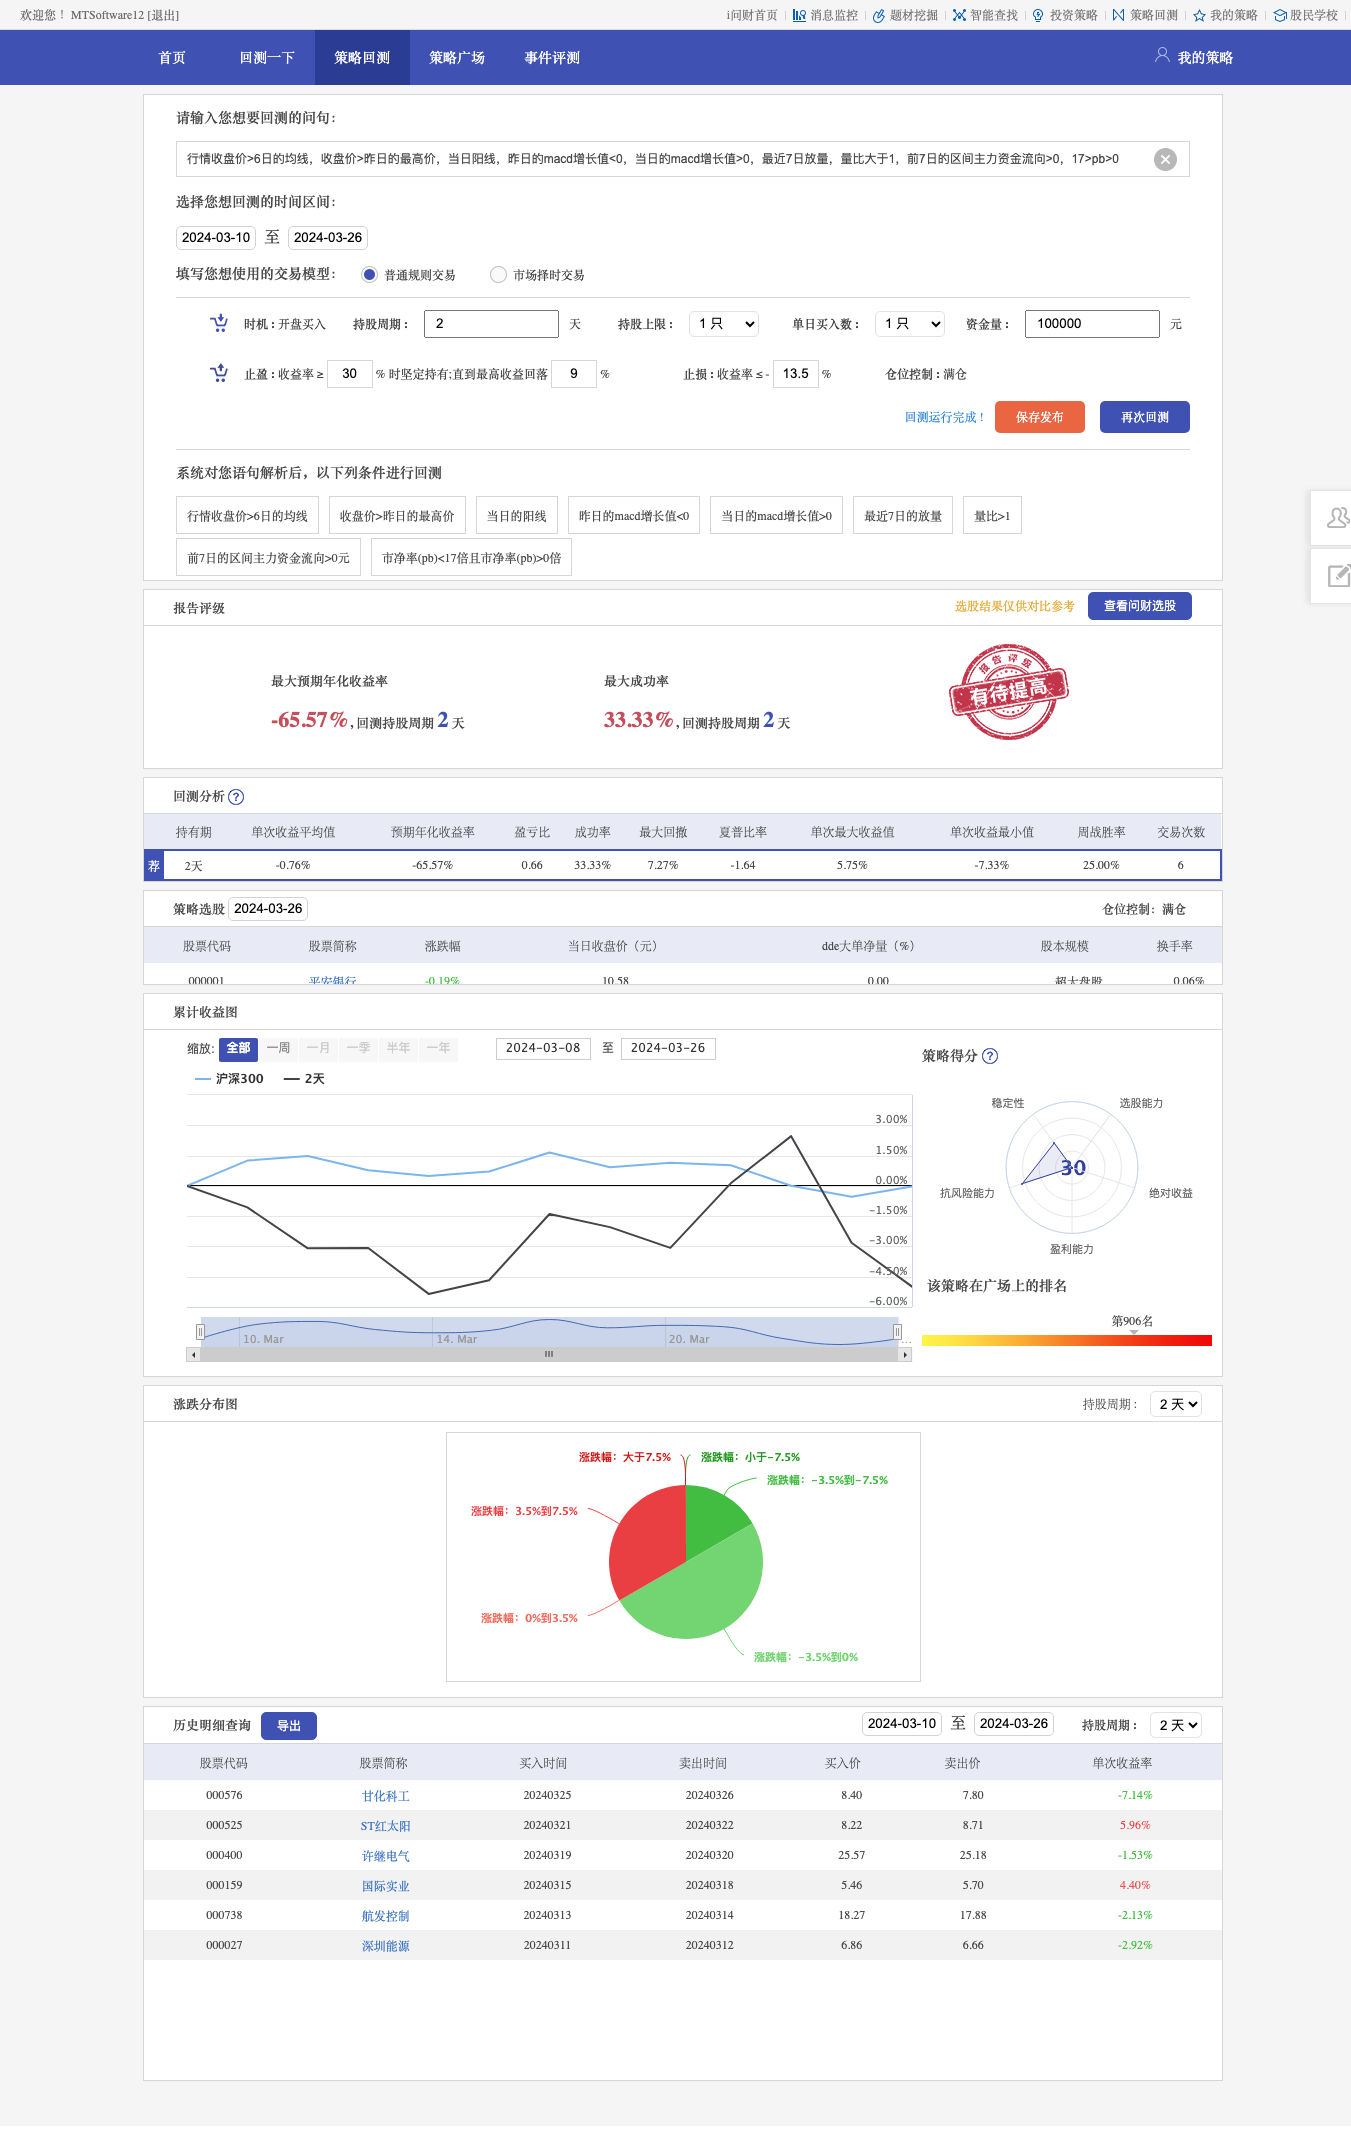 欢迎您！ MTSoftware12 [退出]
i问财首页 消息监控 题材挖掘 智能查找 投资策略 策略回测 我的策略 股民学校
首页 回测一下 策略回测 策略广场 事件评测 我的策略
请输入您想要回测的问句：
行情收盘价>6日的均线，收盘价>昨日的最高价，当日阳线，昨日的macd增长值<0，当日的macd增长值>0，最近7日放量，量比大于1，前7日的区间主力资金流向>0，17>pb>0
选择您想回测的时间区间：
2024-03-10 至 2024-03-26
填写您想使用的交易模型： 普通规则交易 市场择时交易
时机：开盘买入 持股周期： 2 天 持股上限： 1 只 单日买入数： 1 只 资金量： 100000 元
止盈：收益率 ≥ 30 % 时坚定持有;直到最高收益回落 9 % 止损：收益率 ≤ - 13.5 % 仓位控制：满仓
回测运行完成！ 保存发布 再次回测
系统对您语句解析后，以下列条件进行回测
行情收盘价>6日的均线 收盘价>昨日的最高价 当日的阳线 昨日的macd增长值<0 当日的macd增长值>0 最近7日的放量 量比>1
前7日的区间主力资金流向>0元 市净率(pb)<17倍且市净率(pb)>0倍
报告评级 选股结果仅供对比参考 查看问财选股
最大预期年化收益率 最大成功率
-65.57%，回测持股周期 2 天 33.33%，回测持股周期 2 天
报告评级
有待提高
回测分析 ?
持有期 单次收益平均值 预期年化收益率 盈亏比 成功率 最大回撤 夏普比率 单次最大收益值 单次收益最小值 周战胜率 交易次数
荐 2天 -0.76% -65.57% 0.66 33.33% 7.27% -1.64 5.75% -7.33% 25.00% 6
策略选股 2024-03-26 仓位控制：满仓
股票代码 股票简称 涨跌幅 当日收盘价（元） dde大单净量（%） 股本规模 换手率
000001 平安银行 -0.19% 10.58 0.00 超大盘股 0.06%
累计收益图
缩放: 全部 一周 一月 一季 半年 一年 2024-03-08 至 2024-03-26
沪深300 2天
3.00%
1.50%
0.00%
-1.50%
-3.00%
-4.50%
-6.00%
10. Mar 14. Mar 20. Mar ...
策略得分 ?
稳定性 选股能力
30
抗风险能力 绝对收益
盈利能力
该策略在广场上的排名
第906名
涨跌分布图 持股周期： 2 天
涨跌幅：大于7.5% 涨跌幅：小于-7.5%
涨跌幅：-3.5%到-7.5%
涨跌幅：3.5%到7.5%
涨跌幅：0%到3.5%
涨跌幅：-3.5%到0%
历史明细查询 导出 2024-03-10 至 2024-03-26 持股周期： 2 天
股票代码 股票简称 买入时间 卖出时间 买入价 卖出价 单次收益率
000576 甘化科工 20240325 20240326 8.40 7.80 -7.14%
000525 ST红太阳 20240321 20240322 8.22 8.71 5.96%
000400 许继电气 20240319 20240320 25.57 25.18 -1.53%
000159 国际实业 20240315 20240318 5.46 5.70 4.40%
000738 航发控制 20240313 20240314 18.27 17.88 -2.13%
000027 深圳能源 20240311 20240312 6.86 6.66 -2.92%